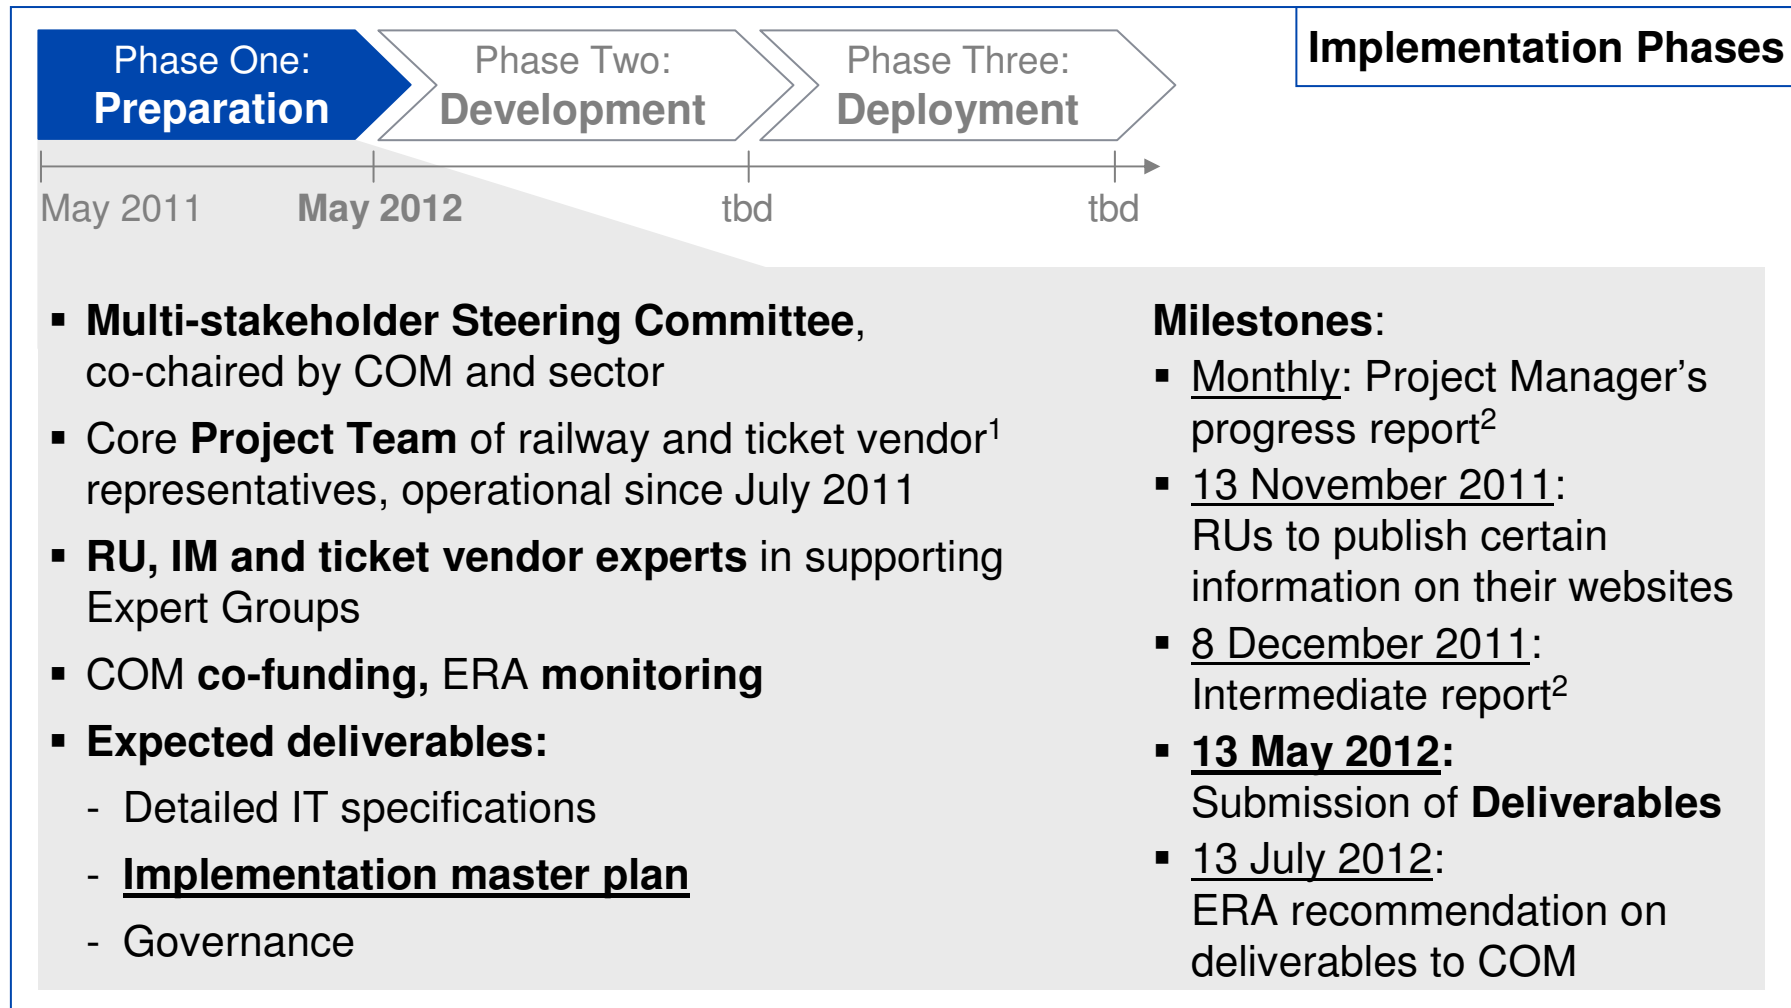 Implementation Phases
Phase One:
Preparation
Phase Two:
Development
Phase Three:
Deployment
May 2011
May 2012
tbd
tbd
▪ Multi-stakeholder Steering Committee,
co-chaired by COM and sector
▪ Core Project Team of railway and ticket vendor¹
representatives, operational since July 2011
▪ RU, IM and ticket vendor experts in supporting
Expert Groups
▪ COM co-funding, ERA monitoring
▪ Expected deliverables:
- Detailed IT specifications
- Implementation master plan
- Governance
Milestones:
▪ Monthly: Project Manager’s
progress report²
▪ 13 November 2011:
RUs to publish certain
information on their websites
▪ 8 December 2011:
Intermediate report²
▪ 13 May 2012:
Submission of Deliverables
▪ 13 July 2012:
ERA recommendation on
deliverables to COM